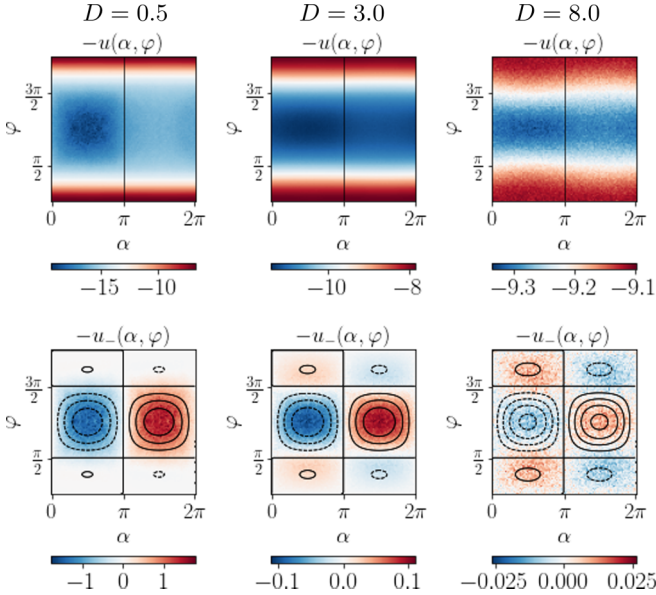 D = 0.5 D = 3.0 D = 8.0
−u(α, φ) −u(α, φ) −u(α, φ)
3π/2 3π/2 3π/2
φ φ φ
π/2 π/2 π/2
0 π 2π 0 π 2π 0 π 2π
α α α
−15 −10 −10 −8 −9.3 −9.2 −9.1
−u₋(α, φ) −u₋(α, φ) −u₋(α, φ)
3π/2 3π/2 3π/2
φ φ φ
π/2 π/2 π/2
0 π 2π 0 π 2π 0 π 2π
α α α
−1 0 1 −0.1 0.0 0.1 −0.025 0.000 0.025